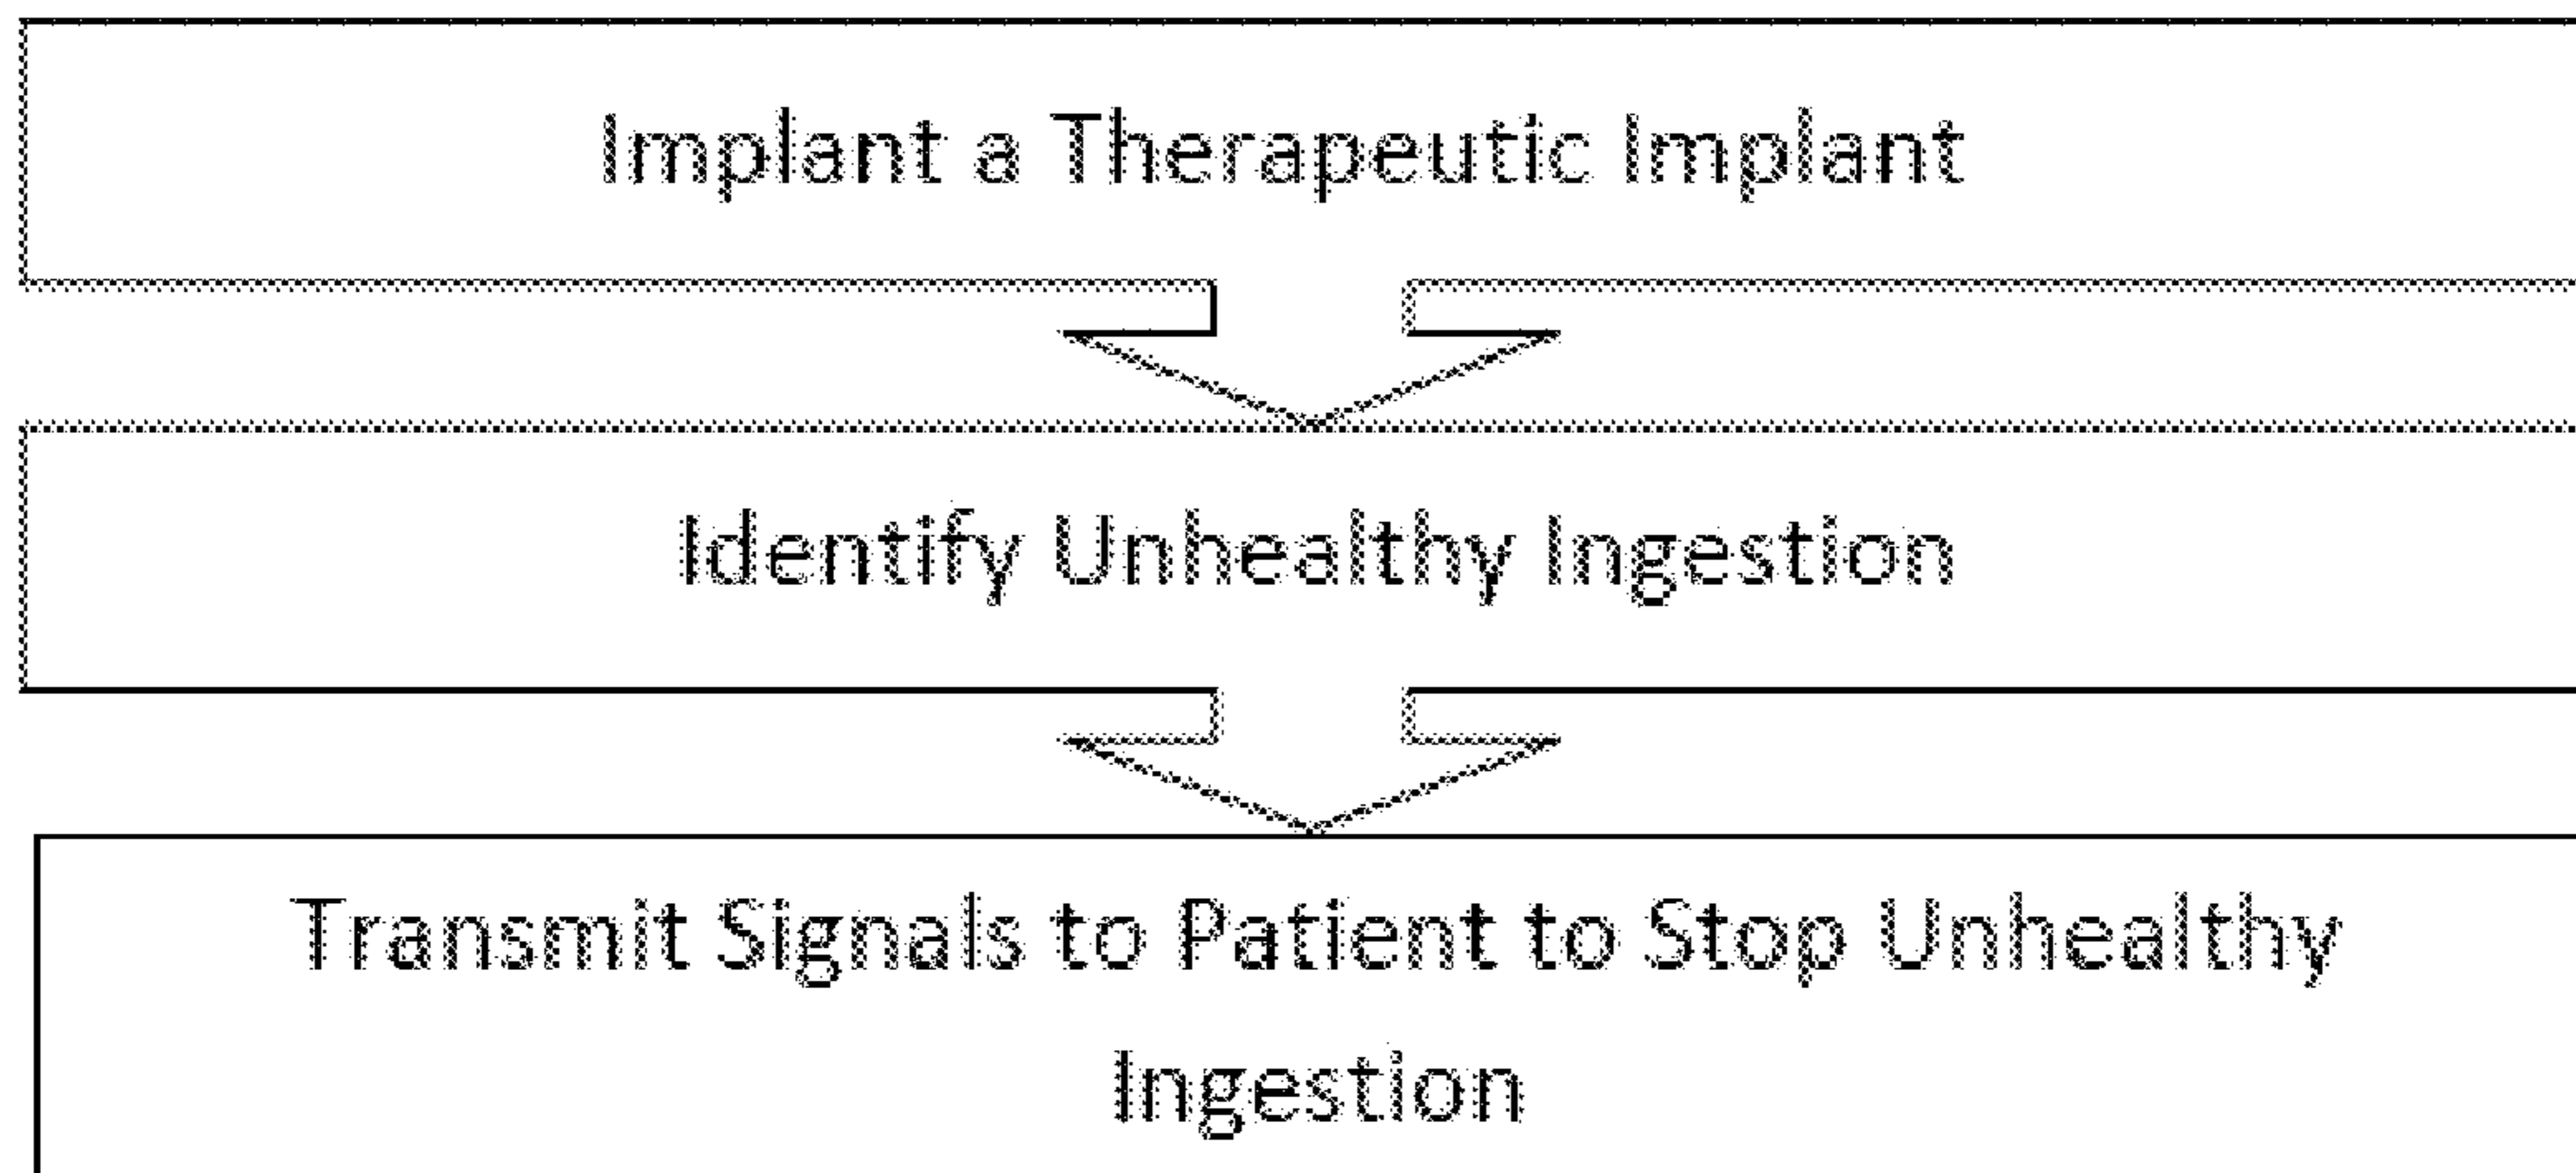 Implant a Therapeutic Implant
Identify Unhealthy Ingestion
Transmit Signals to Patient to Stop Unhealthy
Ingestion